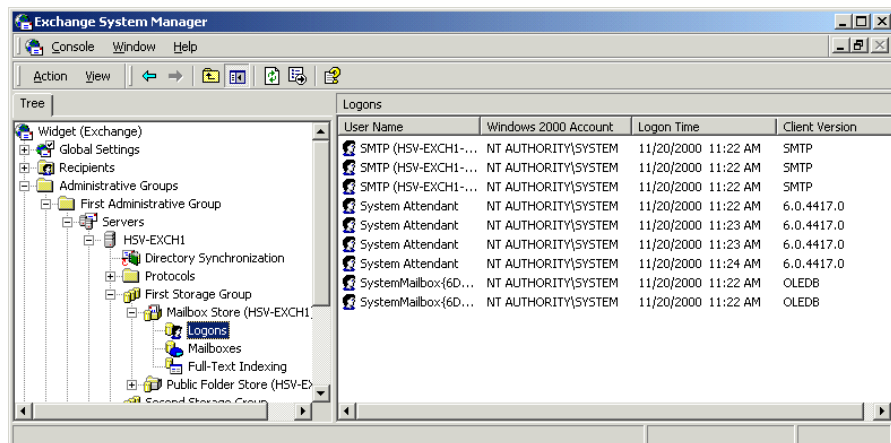 Exchange System Manager
Console Window Help
Action View
Tree
Widget (Exchange)
Global Settings
Recipients
Administrative Groups
First Administrative Group
Servers
HSV-EXCH1
Directory Synchronization
Protocols
First Storage Group
Mailbox Store (HSV-EXCH1
Logons
Mailboxes
Full-Text Indexing
Public Folder Store (HSV-EX
Second Storage Group
Logons
User Name Windows 2000 Account Logon Time Client Version
SMTP (HSV-EXCH1-... NT AUTHORITY\SYSTEM 11/20/2000 11:22 AM SMTP
SMTP (HSV-EXCH1-... NT AUTHORITY\SYSTEM 11/20/2000 11:22 AM SMTP
SMTP (HSV-EXCH1-... NT AUTHORITY\SYSTEM 11/20/2000 11:22 AM SMTP
System Attendant NT AUTHORITY\SYSTEM 11/20/2000 11:22 AM 6.0.4417.0
System Attendant NT AUTHORITY\SYSTEM 11/20/2000 11:23 AM 6.0.4417.0
System Attendant NT AUTHORITY\SYSTEM 11/20/2000 11:23 AM 6.0.4417.0
System Attendant NT AUTHORITY\SYSTEM 11/20/2000 11:24 AM 6.0.4417.0
SystemMailbox{6D... NT AUTHORITY\SYSTEM 11/20/2000 11:22 AM OLEDB
SystemMailbox{6D... NT AUTHORITY\SYSTEM 11/20/2000 11:22 AM OLEDB